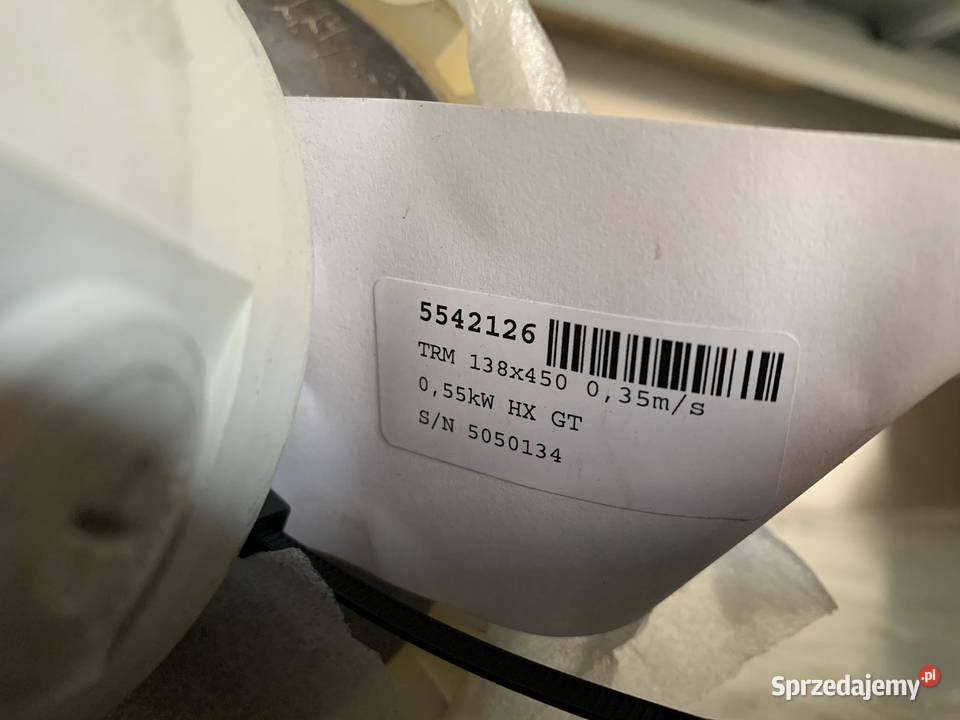 5542126
TRM 138x450 0,35m/s
0,55kW HX GT
S/N 5050134
Sprzedajemy.pl